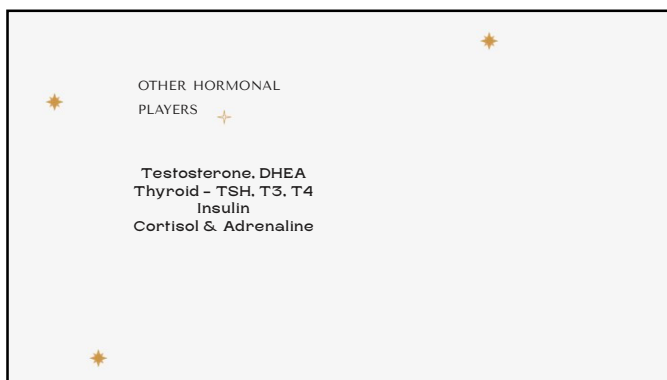 OTHER HORMONAL
PLAYERS
Testosterone, DHEA
Thyroid - TSH, T3, T4
Insulin
Cortisol & Adrenaline